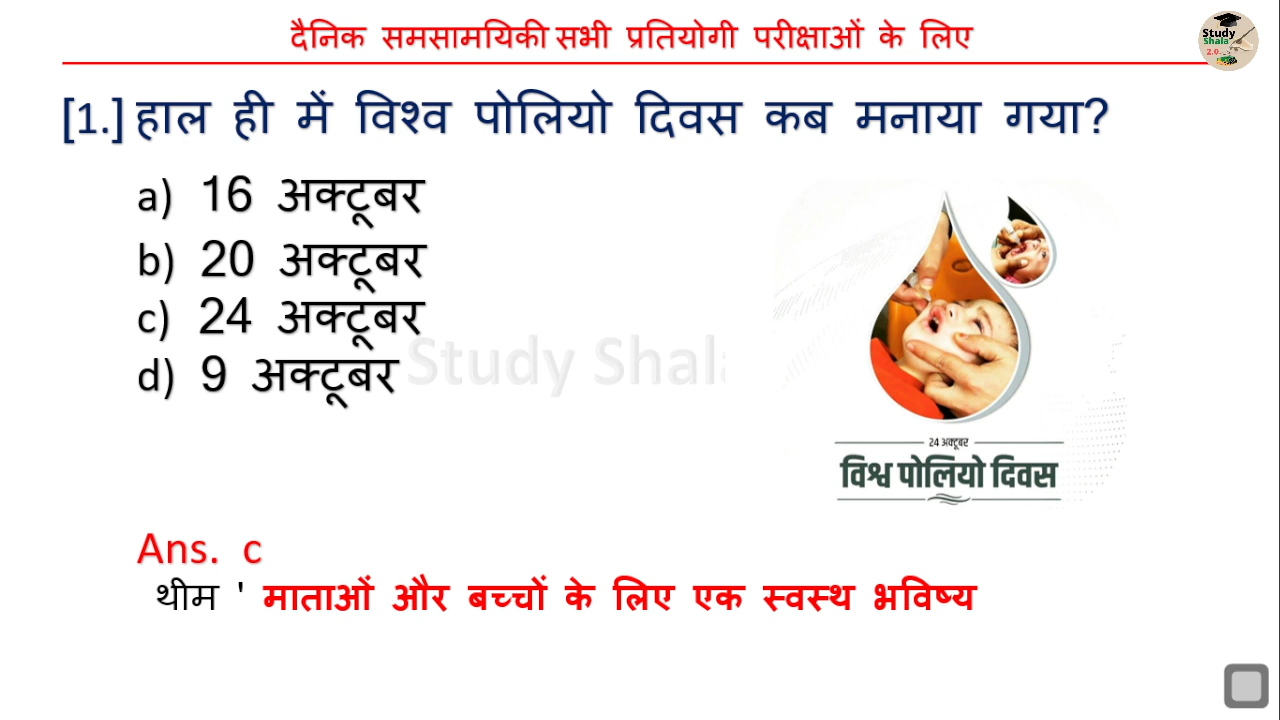 दैनिक समसामयिकी सभी प्रतियोगी परीक्षाओं के लिए
Study
Shala
2.0
[1.] हाल ही में विश्व पोलियो दिवस कब मनाया गया?
a) 16 अक्टूबर
b) 20 अक्टूबर
c) 24 अक्टूबर
d) 9 अक्टूबर
Study Shala
24 अक्टूबर
विश्व पोलियो दिवस
Ans. c
थीम ' माताओं और बच्चों के लिए एक स्वस्थ भविष्य